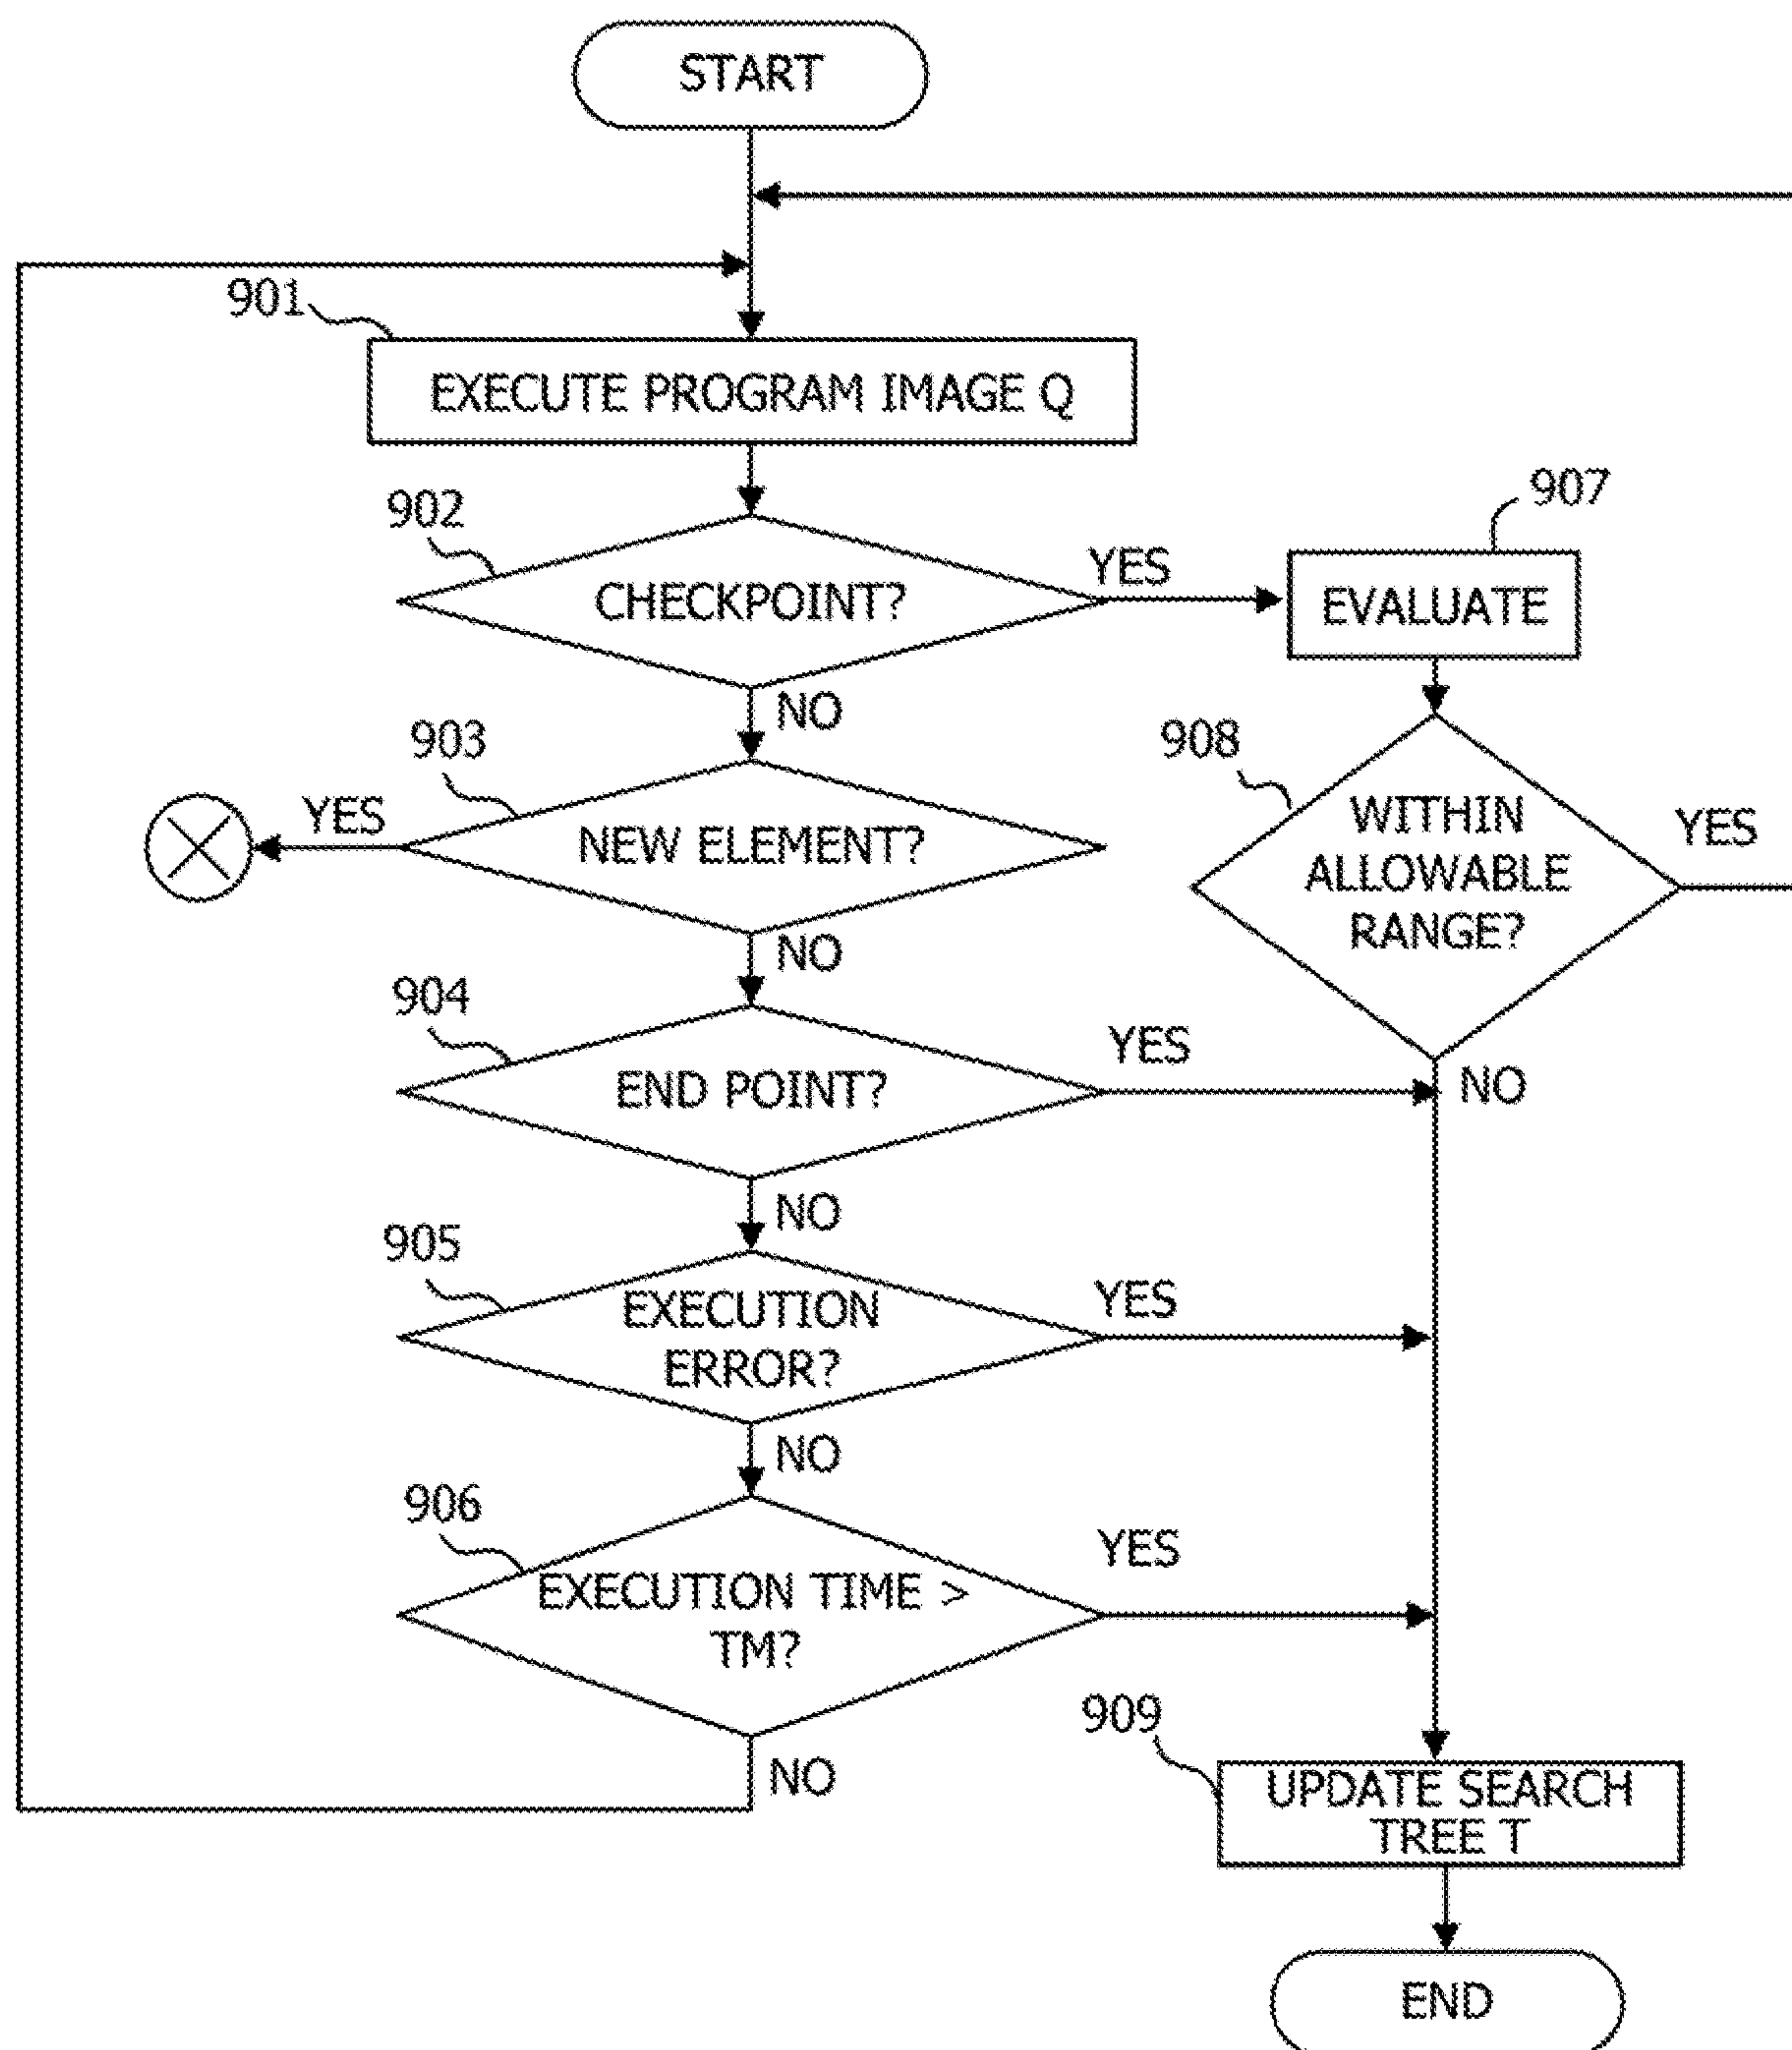 START
901
EXECUTE PROGRAM IMAGE Q
902
CHECKPOINT?
YES
907
EVALUATE
NO
903
NEW ELEMENT?
YES
908
WITHIN
ALLOWABLE
RANGE?
YES
NO
904
END POINT?
YES
NO
NO
905
EXECUTION
ERROR?
YES
NO
906
EXECUTION TIME >
TM?
YES
NO
909
UPDATE SEARCH
TREE T
END